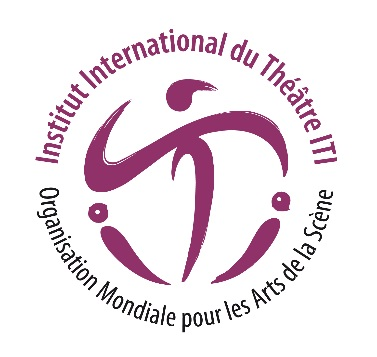 Institut International du Théâtre ITI
Organisation Mondiale pour les Arts de la Scène